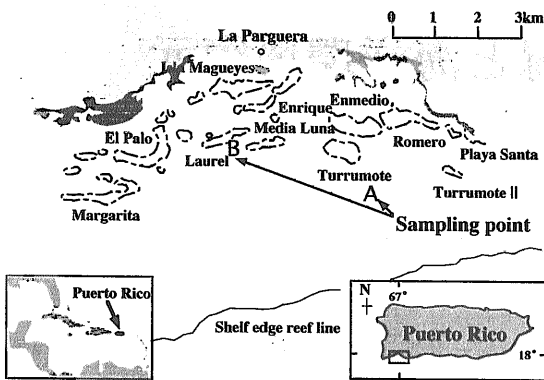 0 1 2 3km
La Parguera
Magueyes
Enrique
Enmedio
El Palo
Media Luna
Romero
B
Laurel
Playa Santa
Turrumote
A
Turrumote II
Margarita
Sampling point
Puerto Rico
N
67°
Puerto Rico
Shelf edge reef line
18°